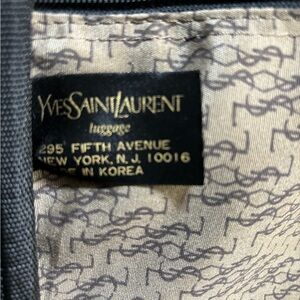 YVESSAINTLAURENT
luggage
295 FIFTH AVENUE
NEW YORK, N.J. 10016
IN KOREA